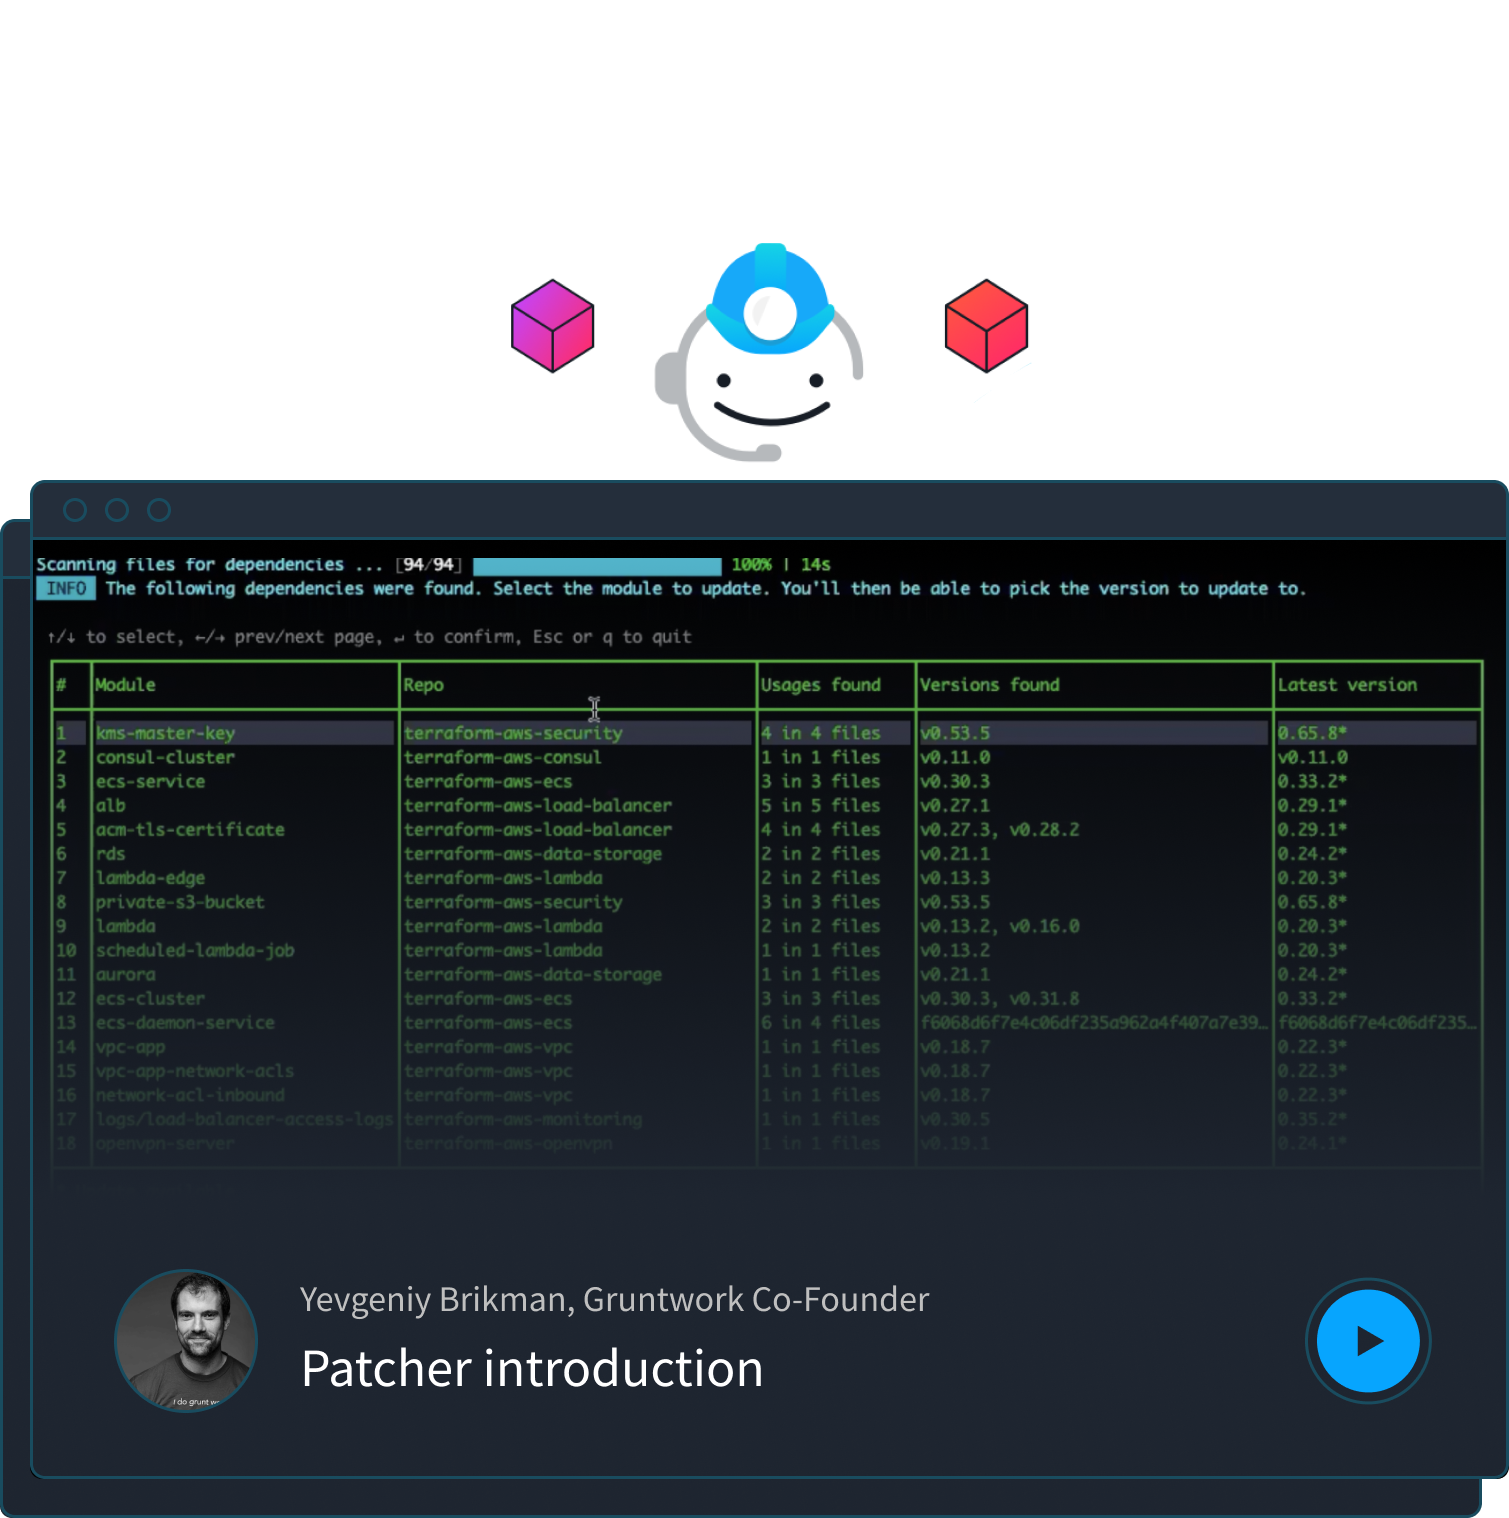 Scanning files for dependencies ... [94/94] 100% | 14s
INFO The following dependencies were found. Select the module to update. You'll then be able to pick the version to update to.
↑/↓ to select, ←/→ prev/next page, ↵ to confirm, Esc or q to quit
# Module Repo Usages found Versions found Latest version
1 kms-master-key terraform-aws-security 4 in 4 files v0.53.5 0.65.8*
2 consul-cluster terraform-aws-consul 1 in 1 files v0.11.0 v0.11.0
3 ecs-service terraform-aws-ecs 3 in 3 files v0.30.3 0.33.2*
4 alb terraform-aws-load-balancer 5 in 5 files v0.27.1 0.29.1*
5 acm-tls-certificate terraform-aws-load-balancer 4 in 4 files v0.27.3, v0.28.2 0.29.1*
6 rds terraform-aws-data-storage 2 in 2 files v0.21.1 0.24.2*
7 lambda-edge terraform-aws-lambda 2 in 2 files v0.13.3 0.20.3*
8 private-s3-bucket terraform-aws-security 3 in 3 files v0.53.5 0.65.8*
9 lambda terraform-aws-lambda 2 in 2 files v0.13.2, v0.16.0 0.20.3*
10 scheduled-lambda-job terraform-aws-lambda 1 in 1 files v0.13.2 0.20.3*
11 aurora terraform-aws-data-storage 1 in 1 files v0.21.1 0.24.2*
12 ecs-cluster terraform-aws-ecs 3 in 3 files v0.30.3, v0.31.8 0.33.2*
13 ecs-daemon-service terraform-aws-ecs 6 in 4 files f6068d6f7e4c06df235a962a4f407a7e39… f6068d6f7e4c06df235…
14 vpc-app terraform-aws-vpc 1 in 1 files v0.18.7 0.22.3*
15 vpc-app-network-acls terraform-aws-vpc 1 in 1 files v0.18.7 0.22.3*
16 network-acl-inbound terraform-aws-vpc 1 in 1 files v0.18.7 0.22.3*
17 logs/load-balancer-access-logs terraform-aws-monitoring 1 in 1 files v0.30.5 0.35.2*
18 openvpn-server terraform-aws-openvpn 1 in 1 files v0.19.1 0.24.1*
Yevgeniy Brikman, Gruntwork Co-Founder
Patcher introduction
I do grunt w